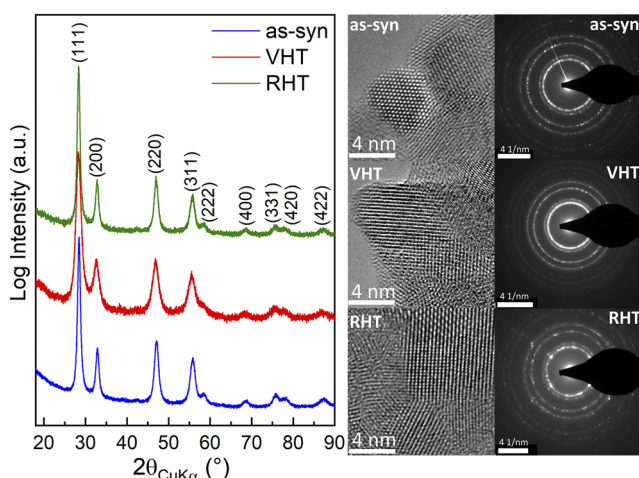 as-syn
VHT
RHT
(111)
(200)
(220)
(311)
(222)
(400)
(331)
(420)
(422)
Log Intensity (a.u.)
20
30
40
50
60
70
80
90
2θCuKα (°)
as-syn
4 nm
VHT
4 nm
RHT
4 nm
as-syn
4 1/nm
VHT
4 1/nm
RHT
4 1/nm